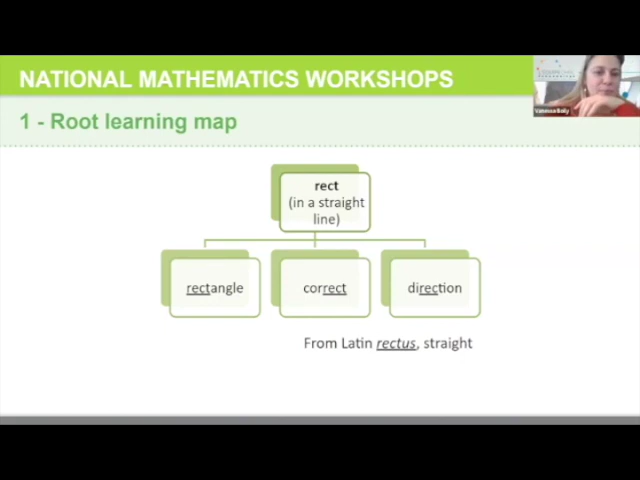 NATIONAL MATHEMATICS WORKSHOPS
1 - Root learning map
rect
(in a straight
line)
rectangle
correct
direction
From Latin rectus, straight